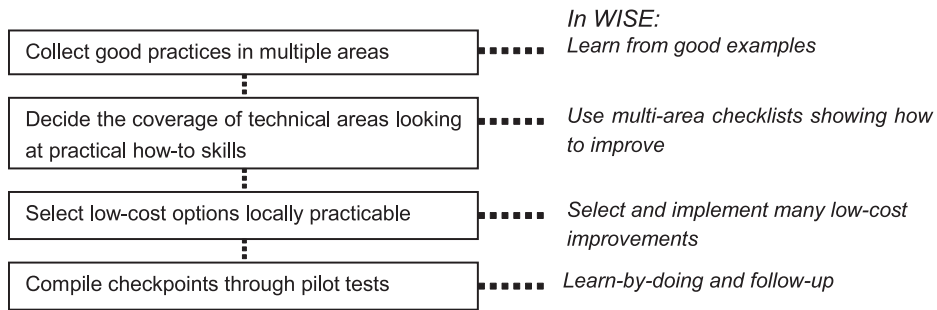 In WISE:
Collect good practices in multiple areas
Learn from good examples
Decide the coverage of technical areas looking
at practical how-to skills
Use multi-area checklists showing how
to improve
Select low-cost options locally practicable
Select and implement many low-cost
improvements
Compile checkpoints through pilot tests
Learn-by-doing and follow-up